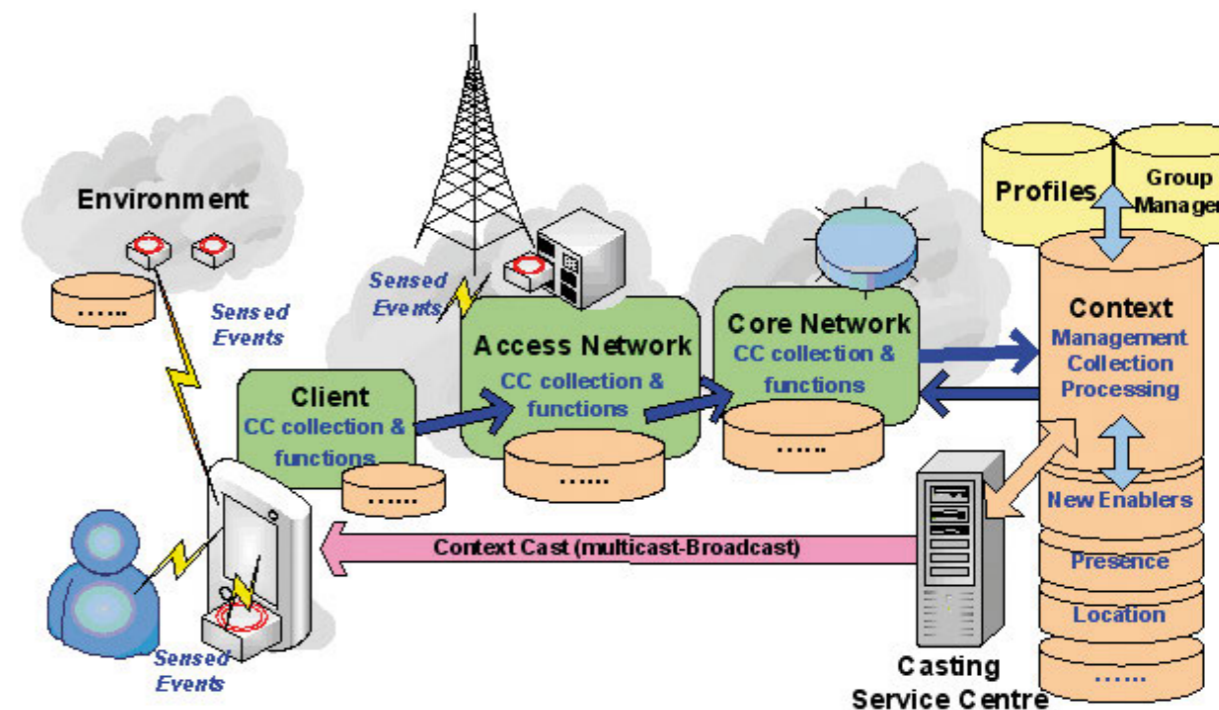 Environment
……
Sensed
Events
Sensed
Events
Client
CC collection &
functions
……
Access Network
CC collection &
functions
……
Core Network
CC collection &
functions
……
Profiles
Group
Manager
Context
Management
Collection
Processing
New Enablers
Presence
Location
……
Context Cast (multicast-Broadcast)
Casting
Service Centre
Sensed
Events